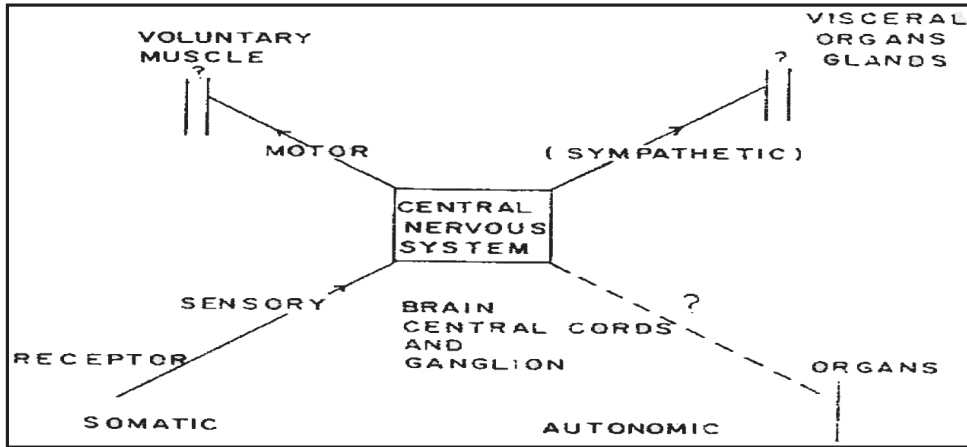 VOLUNTARY
MUSCLE
?
VISCERAL
ORGANS
GLANDS
?
MOTOR
(SYMPATHETIC)
CENTRAL
NERVOUS
SYSTEM
SENSORY
BRAIN
CENTRAL CORDS
AND
GANGLION
?
RECEPTOR
ORGANS
SOMATIC
AUTONOMIC